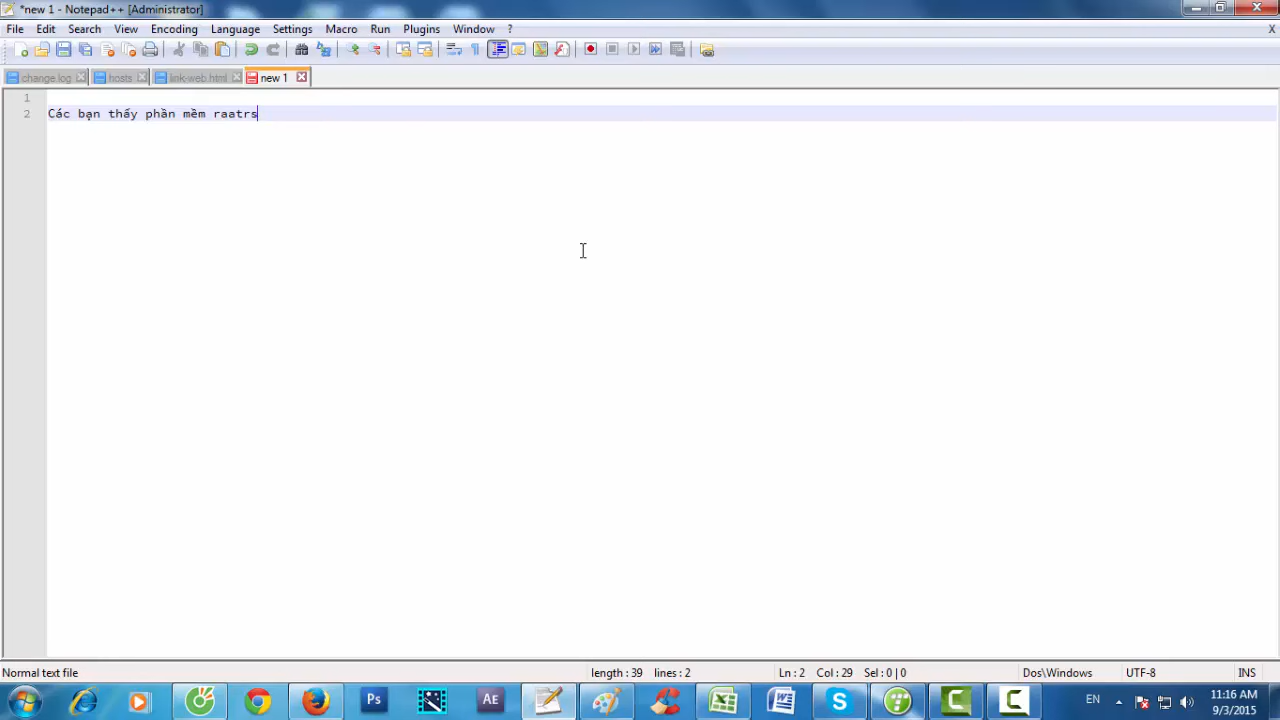 *new 1 - Notepad++ [Administrator]
File Edit Search View Encoding Language Settings Macro Run Plugins Window ? X
change.log hosts link-web.html new 1
1
2 Các bạn thấy phần mềm raatrs
Normal text file length : 39 lines : 2 Ln : 2 Col : 29 Sel : 0 | 0 Dos\Windows UTF-8 INS
Ps AE W S EN 11:16 AM
9/3/2015